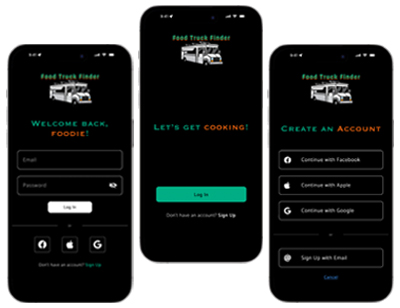 9:41
Food Truck Finder
Welcome back,
foodie!
Email
Password
Log In
or
Don't have an account? Sign Up
9:41
Food Truck Finder
Let's get cooking!
Log In
Don't have an account? Sign Up
9:41
Food Truck Finder
Create an Account
Continue with Facebook
Continue with Apple
Continue with Google
or
Sign Up with Email
Cancel